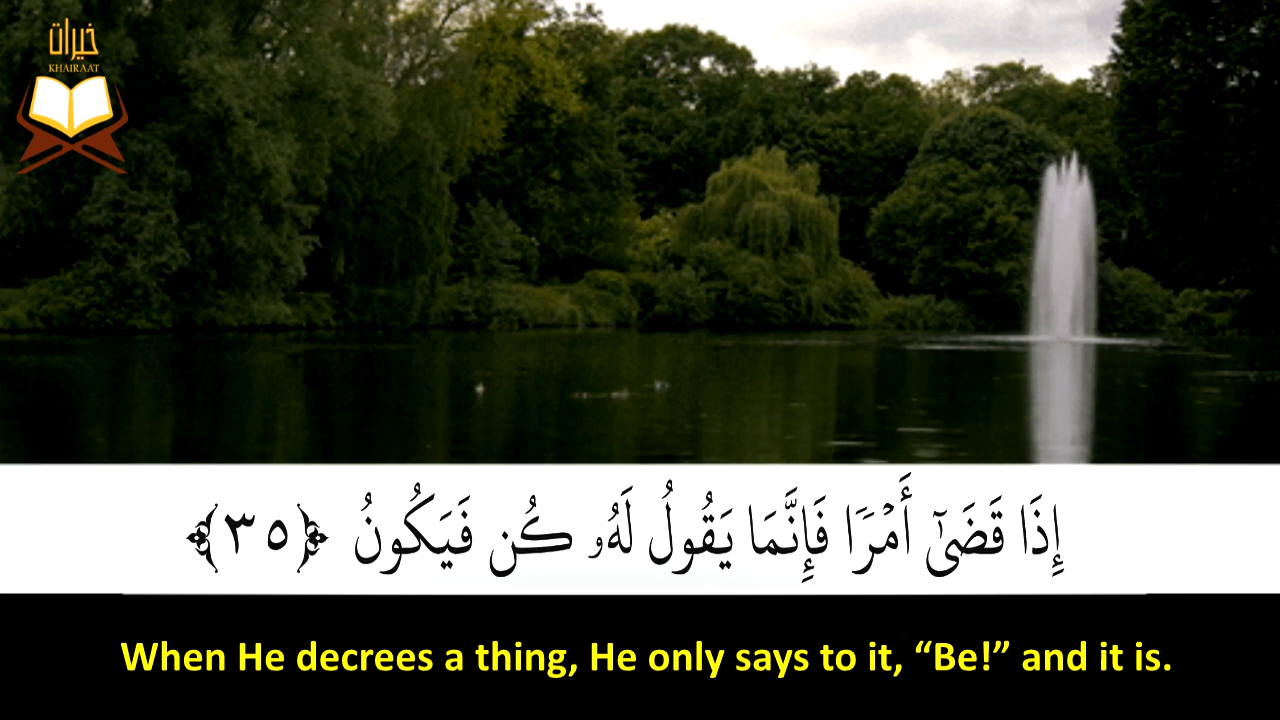 خيرات
KHAIRAAT
إِذَا قَضَىٰٓ أَمْرًا فَإِنَّمَا يَقُولُ لَهُۥ كُن فَيَكُونُ ﴿٣٥﴾
When He decrees a thing, He only says to it, “Be!” and it is.